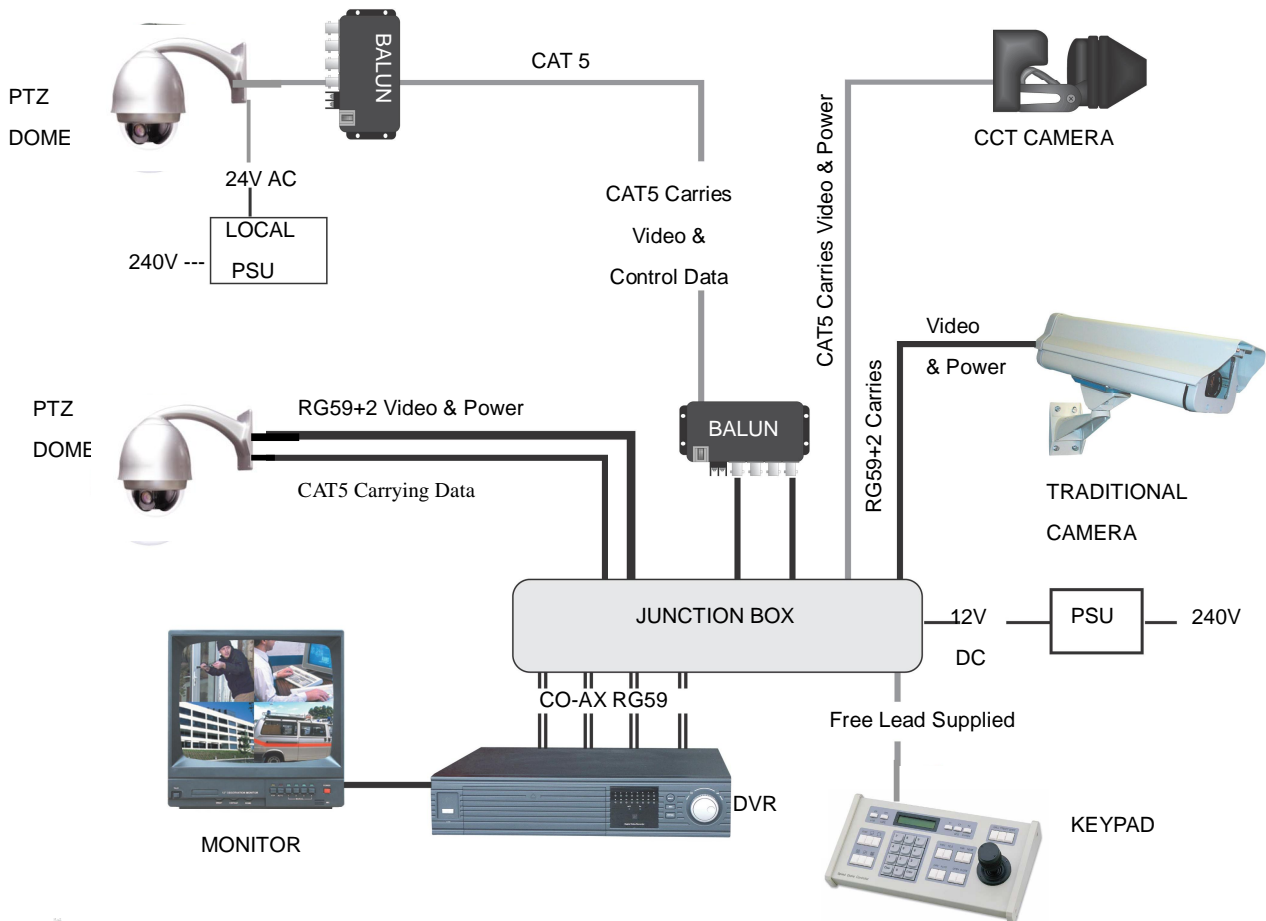 PTZ
DOME
BALUN
CAT 5
CCT CAMERA
24V AC
LOCAL
PSU
240V ---
CAT5 Carries
Video &
Control Data
CAT5 Carries Video & Power
RG59+2 Carries
Video
& Power
TRADITIONAL
CAMERA
PTZ
DOME
RG59+2 Video & Power
CAT5 Carrying Data
BALUN
JUNCTION BOX
12V
DC
PSU
240V
CO-AX RG59
Free Lead Supplied
MONITOR
DVR
KEYPAD